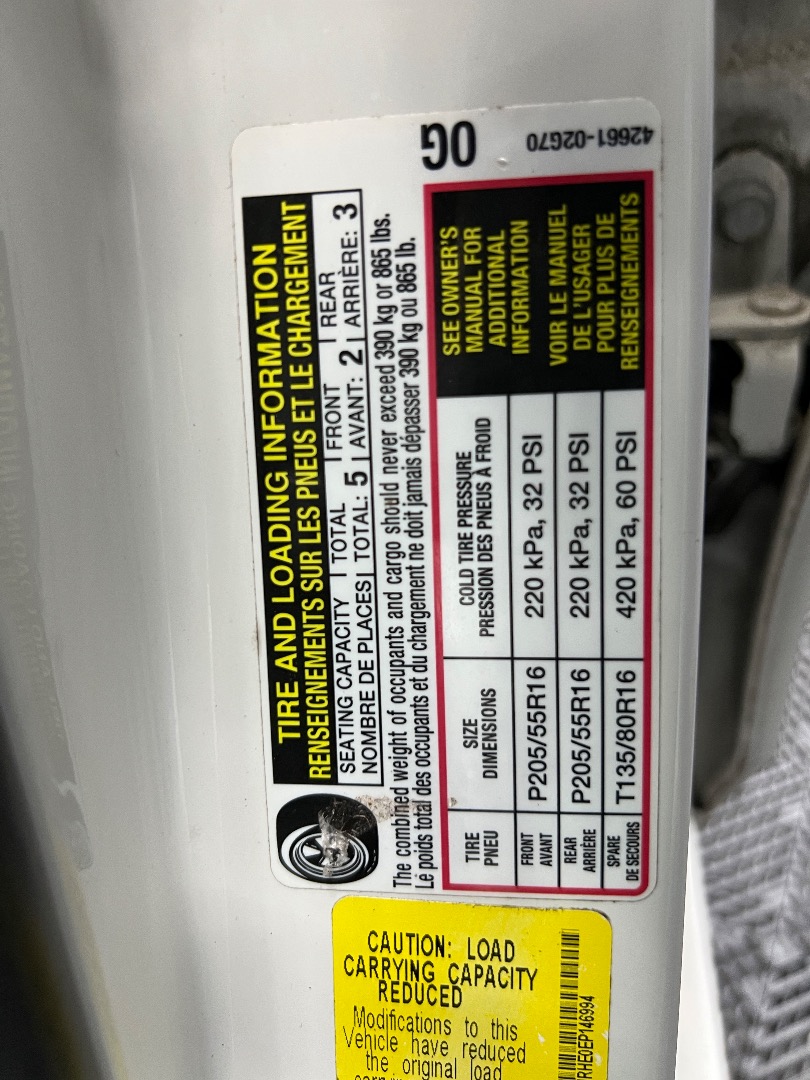 42661-02G70
0G
TIRE AND LOADING INFORMATION
RENSEIGNEMENTS SUR LES PNEUS ET LE CHARGEMENT
SEATING CAPACITY TOTAL FRONT REAR
NOMBRE DE PLACES TOTAL: 5 AVANT: 2 ARRIÈRE: 3
The combined weight of occupants and cargo should never exceed 390 kg or 865 lbs.
Le poids total des occupants et du chargement ne doit jamais dépasser 390 kg ou 865 lb.
TIRE
PNEU
SIZE
DIMENSIONS
COLD TIRE PRESSURE
PRESSION DES PNEUS À FROID
SEE OWNER'S
MANUAL FOR
ADDITIONAL
INFORMATION
VOIR LE MANUEL
DE L'USAGER
POUR PLUS DE
RENSEIGNEMENTS
FRONT
AVANT
P205/55R16
220 kPa, 32 PSI
REAR
ARRIÈRE
P205/55R16
220 kPa, 32 PSI
SPARE
DE SECOURS
T135/80R16
420 kPa, 60 PSI
CAUTION: LOAD
CARRYING CAPACITY
REDUCED
Modifications to this
Vehicle have reduced
the original load
RHE0EP146994